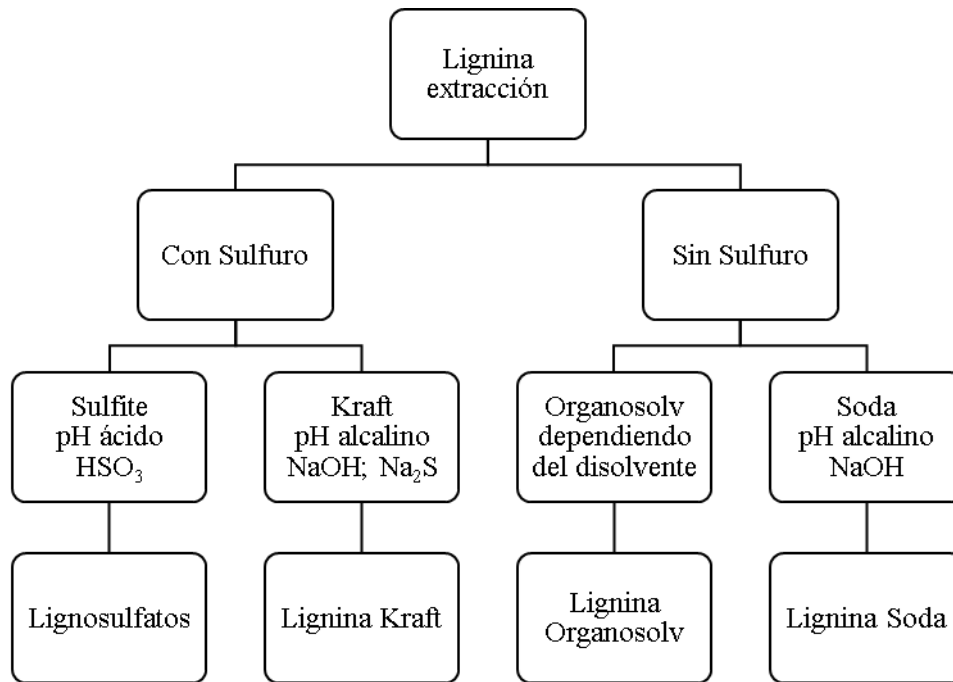 Lignina
extracción
Con Sulfuro
Sin Sulfuro
Sulfite
pH ácido
HSO₃
Kraft
pH alcalino
NaOH; Na₂S
Organosolv
dependiendo
del disolvente
Soda
pH alcalino
NaOH
Lignosulfatos
Lignina Kraft
Lignina
Organosolv
Lignina Soda